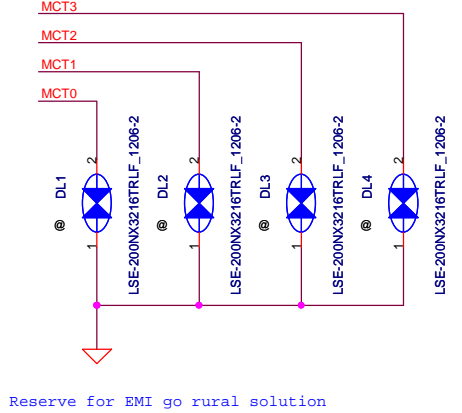 MCT3
MCT2
MCT1
MCT0
2
2
2
2
DL1
LSE-200NX3216TRLF_1206-2
DL2
LSE-200NX3216TRLF_1206-2
DL3
LSE-200NX3216TRLF_1206-2
DL4
LSE-200NX3216TRLF_1206-2
@
@
@
@
1
1
1
1
Reserve for EMI go rural solution